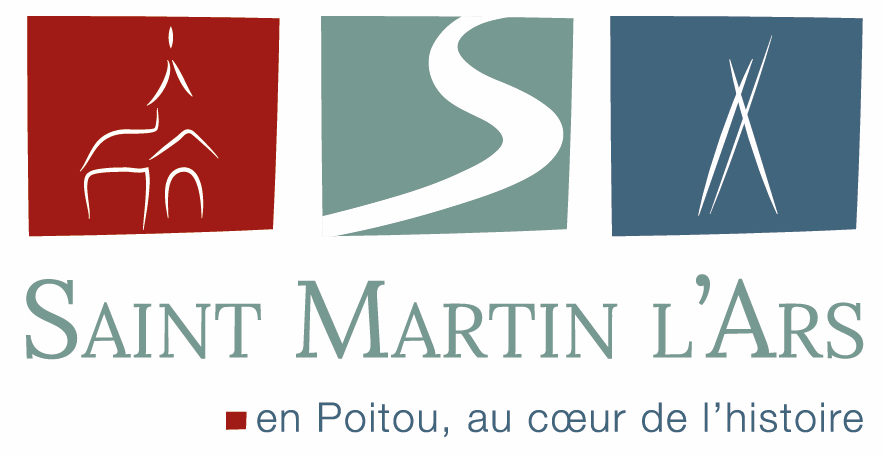 Saint Martin l'Ars
en Poitou, au cœur de l'histoire